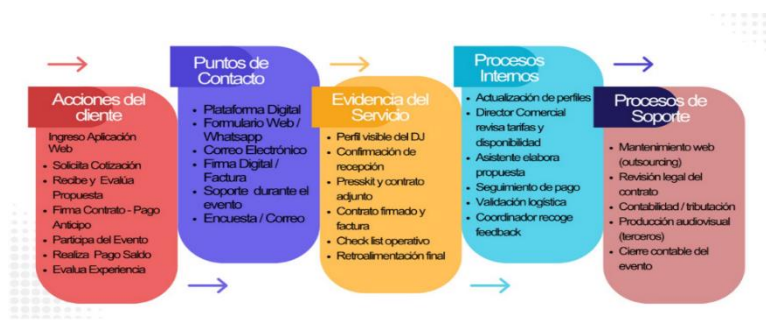 Acciones del
cliente
Ingreso Aplicación
Web
• Solicita Cotización
• Recibe y Evalúa
Propuesta
• Firma Contrato - Pago
Anticipo
• Participa del Evento
• Realiza Pago Saldo
• Evalua Experiencia
Puntos de
Contacto
• Plataforma Digital
• Formulario Web /
Whatsapp
• Correo Electrónico
• Firma Digital /
Factura
• Soporte durante el
evento
• Encuesta / Correo
Evidencia del
Servicio
• Perfil visible del DJ
• Confirmación de
recepción
• Presskit y contrato
adjunto
• Contrato firmado y
factura
• Check list operativo
• Retroalimentación final
Procesos
Internos
• Actualización de perfiles
• Director Comercial
revisa tarifas y
disponibilidad
• Asistente elabora
propuesta
• Seguimiento de pago
• Validación logística
• Coordinador recoge
feedback
Procesos de
Soporte
• Mantenimiento web
(outsourcing)
• Revisión legal del
contrato
• Contabilidad / tributación
• Producción audiovisual
(terceros)
• Cierre contable del
evento